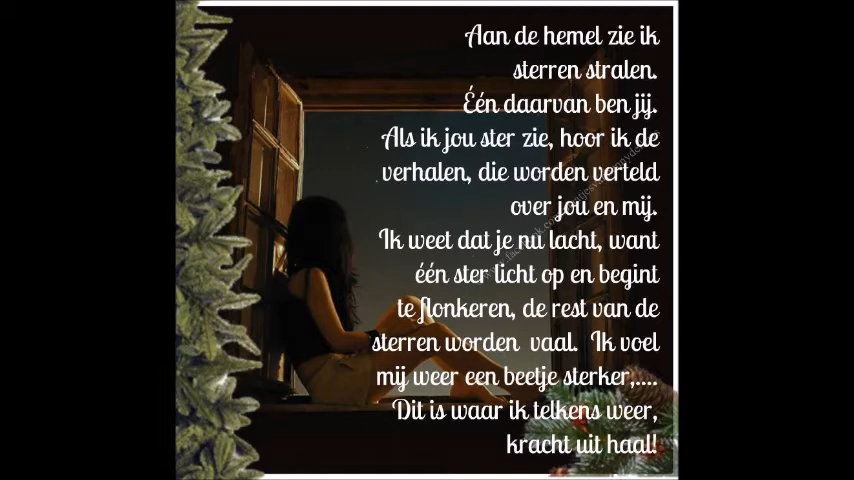 Aan de hemel zie ik
sterren stralen.
Één daarvan ben jij.
Als ik jou ster zie, hoor ik de
verhalen, die worden verteld
over jou en mij.
Ik weet dat je nu lacht, want
één ster licht op en begint
te flonkeren, de rest van de
sterren worden vaal. Ik voel
mij weer een beetje sterker,....
Dit is waar ik telkens weer,
kracht uit haal!